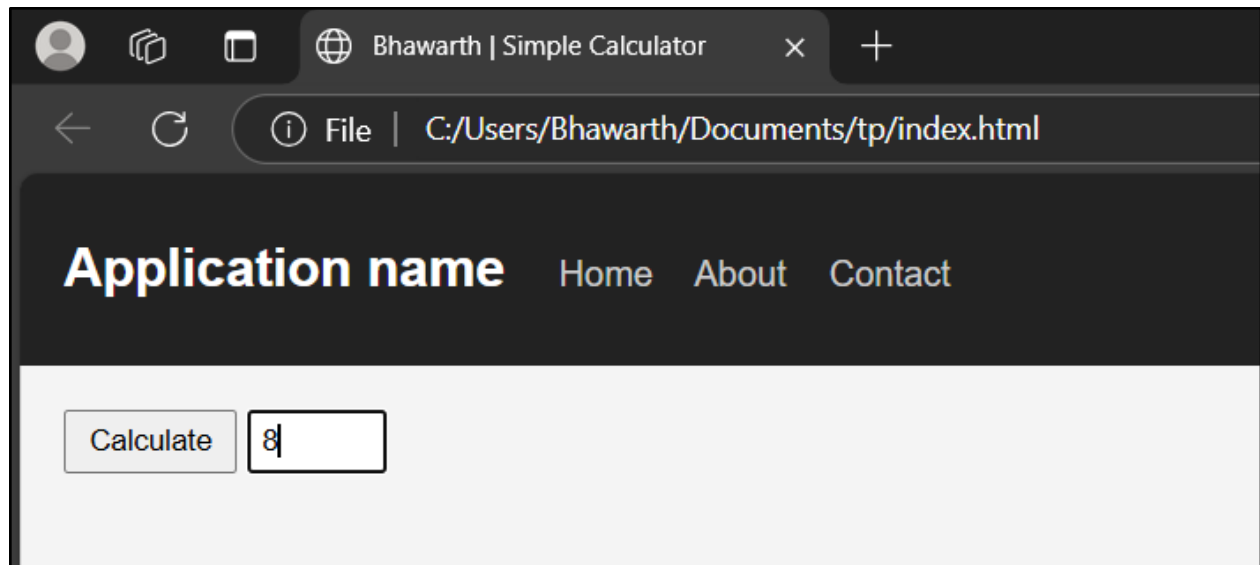 Bhawarth | Simple Calculator
File | C:/Users/Bhawarth/Documents/tp/index.html
Application name Home About Contact
Calculate 8